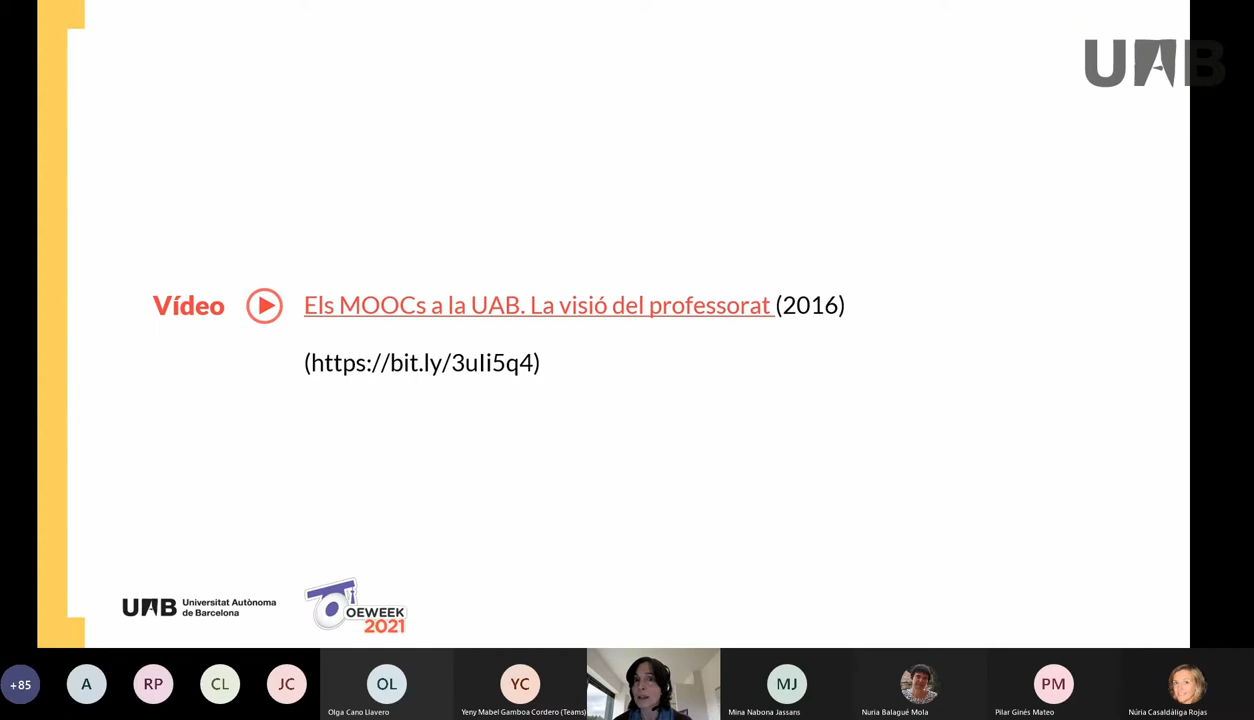 UAB
Vídeo Els MOOCs a la UAB. La visió del professorat (2016)
(https://bit.ly/3uIi5q4)
UAB Universitat Autònoma
de Barcelona
OEWEEK
2021
+85 A RP CL JC OL YC MJ PM
Olga Cano Llavero Yeny Mabel Gamboa Cordero (Teams) Mina Nabona Jassans Nuria Balagué Mola Pilar Ginés Mateo Núria Casaldàliga Rojas